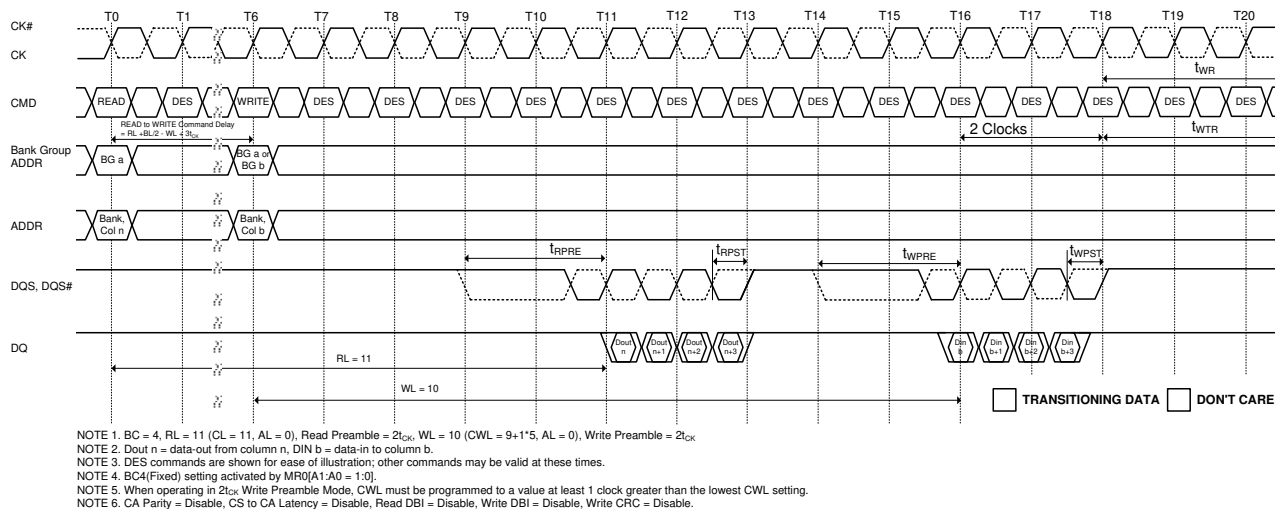 T0 T1 T6 T7 T8 T9 T10 T11 T12 T13 T14 T15 T16 T17 T18 T19 T20
CK#
CK
tWR
CMD
READ DES WRITE DES DES DES DES DES DES DES DES DES DES DES DES DES DES
READ to WRITE Command Delay
= RL +BL/2 - WL + 3tCK
2 Clocks
tWTR
Bank Group
ADDR
BG a
BG a or
BG b
ADDR
Bank,
Col n
Bank,
Col b
tRPRE
tRPST
tWPRE
tWPST
DQS, DQS#
DQ
Dout
n
Dout
n+1
Dout
n+2
Dout
n+3
Din
b
Din
b+1
Din
b+2
Din
b+3
RL = 11
WL = 10
TRANSITIONING DATA
DON'T CARE
NOTE 1. BC = 4, RL = 11 (CL = 11, AL = 0), Read Preamble = 2tCK, WL = 10 (CWL = 9+1*5, AL = 0), Write Preamble = 2tCK
NOTE 2. Dout n = data-out from column n, DIN b = data-in to column b.
NOTE 3. DES commands are shown for ease of illustration; other commands may be valid at these times.
NOTE 4. BC4(Fixed) setting activated by MR0[A1:A0 = 1:0].
NOTE 5. When operating in 2tCK Write Preamble Mode, CWL must be programmed to a value at least 1 clock greater than the lowest CWL setting.
NOTE 6. CA Parity = Disable, CS to CA Latency = Disable, Read DBI = Disable, Write DBI = Disable, Write CRC = Disable.